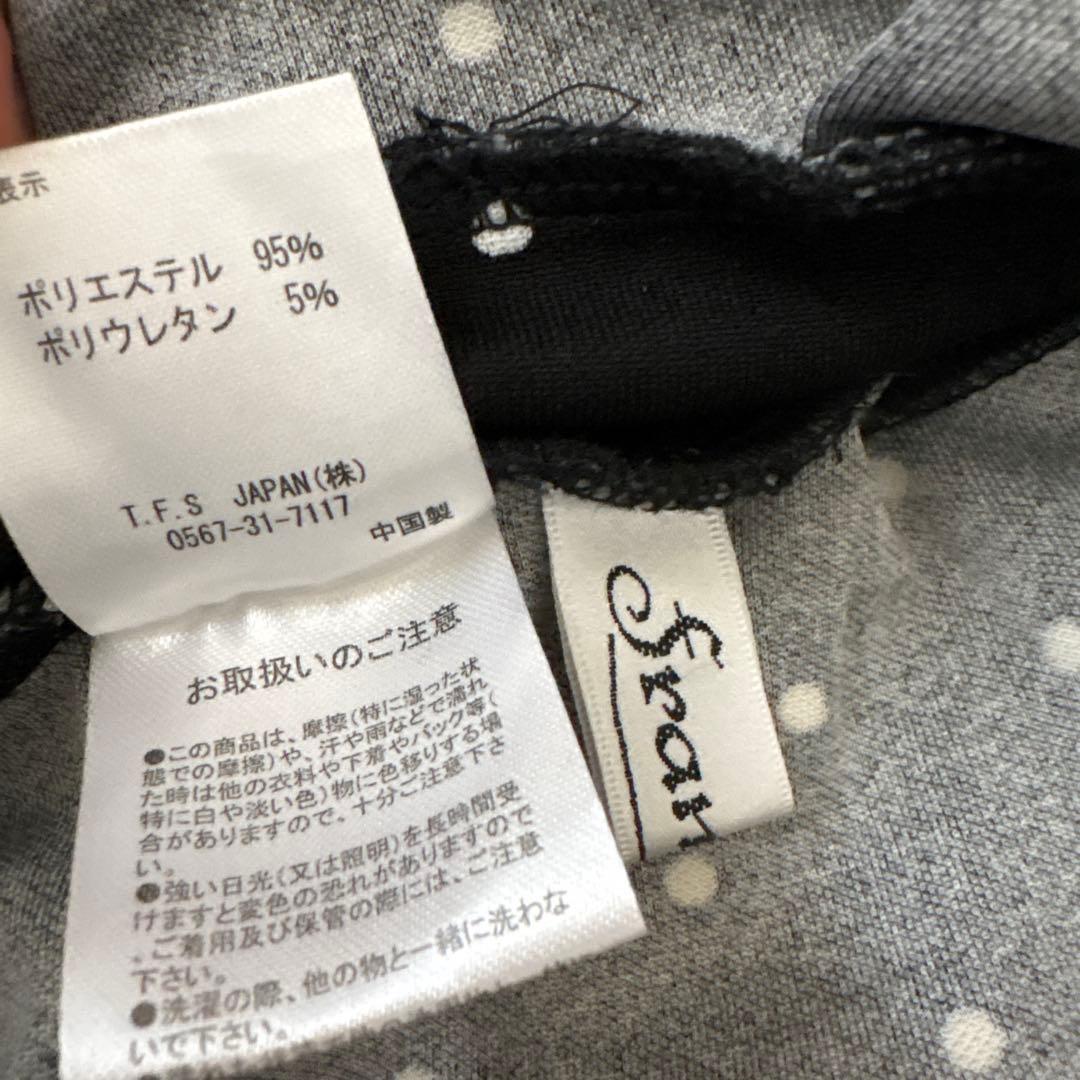 表示
ポリエステル 95%
ポリウレタン 5%
T.F.S JAPAN(株)
0567-31-7117
中国製
お取扱いのご注意
●この商品は、摩擦(特に湿った状
態での摩擦)や、汗や雨などで濡れ
た時は他の衣料や下着やバック等(
特に白や淡い色)物に色移りする場
合がありますので、十分ご注意下さ
い。
●強い日光(又は照明)を長時間受
けますと変色の恐れがありますので
、ご着用及び保管の際には、ご注意
下さい。
●洗濯の際、他の物と一緒に洗わな
いで下さい。